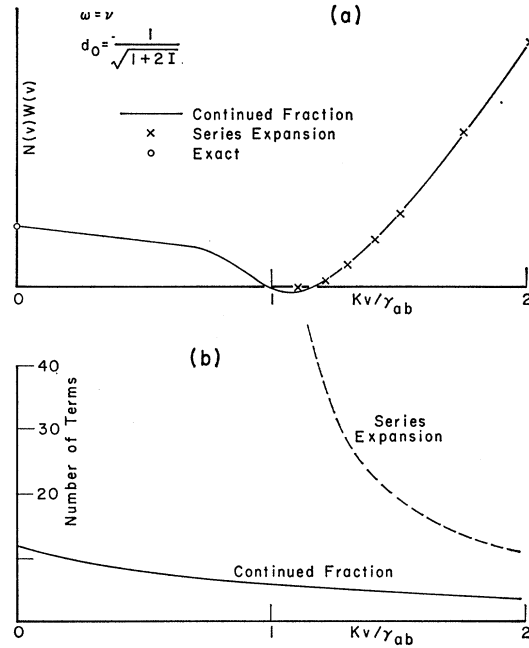 (a)
ω=ν
d₀= - 1 / √1+2I
N(v)W(v)
Continued Fraction
× Series Expansion
○ Exact
0 1 2
Kv/γab
(b)
40
30
20
Number of Terms
Series
Expansion
Continued Fraction
0 1 2
Kv/γab